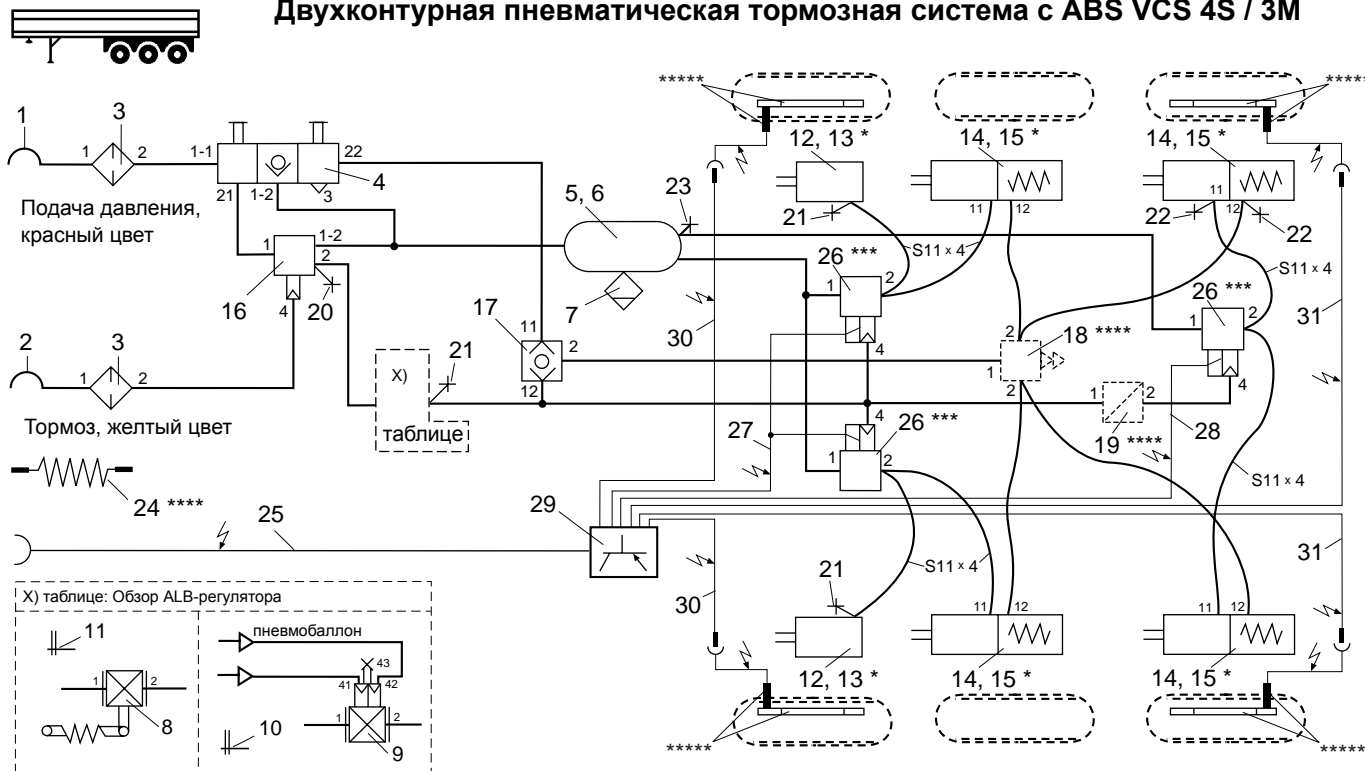 Двухконтурная пневматическая тормозная система с ABS VCS 4S / 3M
***** *****
1 3 12, 13 * 14, 15 * 14, 15 *
1 2 1-1 22 4
21 1-2 3
Подача давления,
красный цвет
5, 6 23 21 11 12 22 11 12 22
S11 x 4 S11 x 4
1 1-2 2 26 *** 26 ***
16 4 20 7 1 2 1 2
17 11 2 30 4 18 **** 31
2 3 X) 21 12 1 2 4
1 2 1 2
Тормоз, желтый цвет
таблице 27 4 26 *** 19 **** 28
1 2
24 **** S11 x 4
25 29
31
S11 x 4
X) таблице: Обзор ALB-регулятора
30 21 11 12 11 12
11 пневмобаллон
43
41 42
1 2 12, 13 * 14, 15 * 14, 15 *
8 10 1 2
9
***** *****